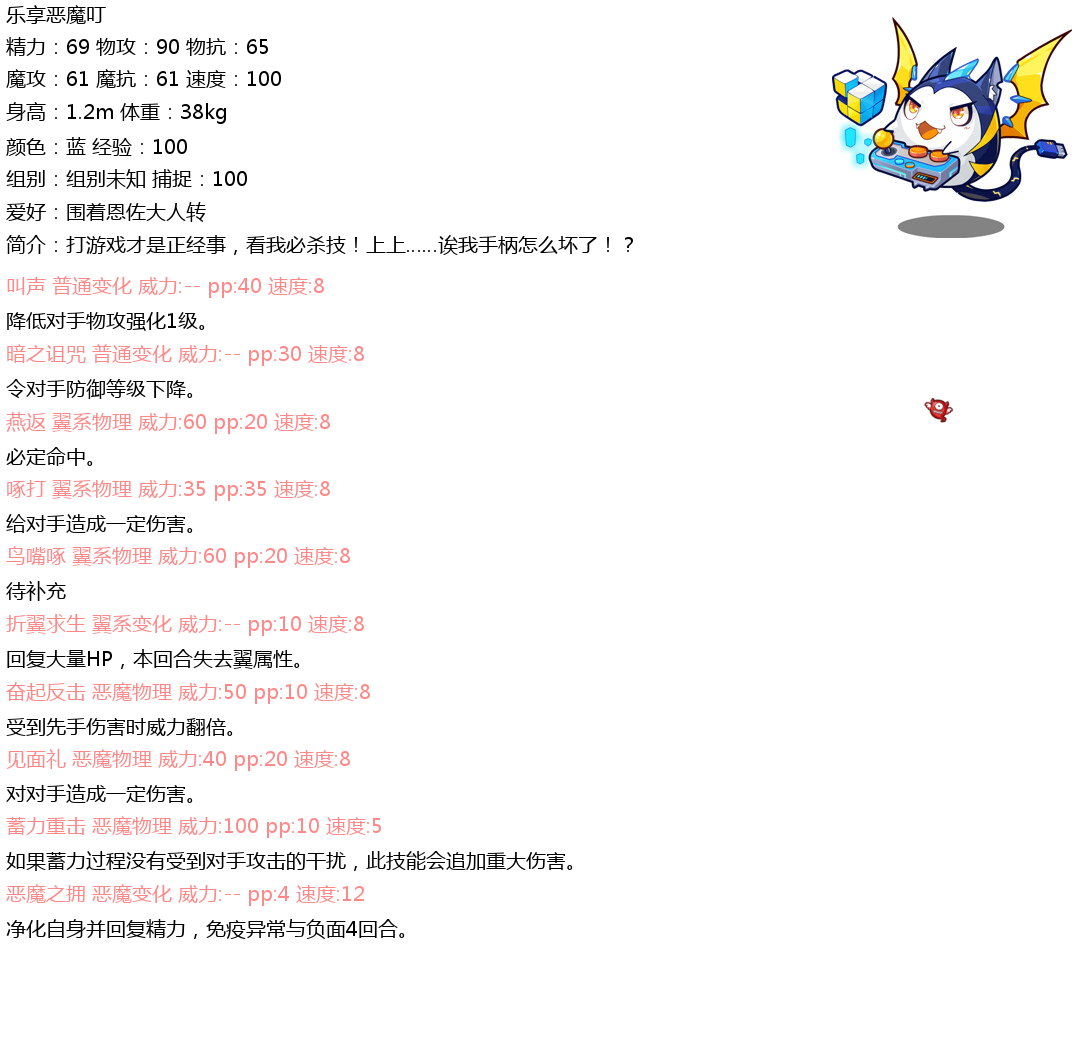 乐享恶魔叮
精力：69 物攻：90 物抗：65
魔攻：61 魔抗：61 速度：100
身高：1.2m 体重：38kg
颜色：蓝 经验：100
组别：组别未知 捕捉：100
爱好：围着恩佐大人转
简介：打游戏才是正经事，看我必杀技！上上......诶我手柄怎么坏了！？
叫声 普通变化 威力:-- pp:40 速度:8
降低对手物攻强化1级。
暗之诅咒 普通变化 威力:-- pp:30 速度:8
令对手防御等级下降。
燕返 翼系物理 威力:60 pp:20 速度:8
必定命中。
啄打 翼系物理 威力:35 pp:35 速度:8
给对手造成一定伤害。
鸟嘴啄 翼系物理 威力:60 pp:20 速度:8
待补充
折翼求生 翼系变化 威力:-- pp:10 速度:8
回复大量HP，本回合失去翼属性。
奋起反击 恶魔物理 威力:50 pp:10 速度:8
受到先手伤害时威力翻倍。
见面礼 恶魔物理 威力:40 pp:20 速度:8
对对手造成一定伤害。
蓄力重击 恶魔物理 威力:100 pp:10 速度:5
如果蓄力过程没有受到对手攻击的干扰，此技能会追加重大伤害。
恶魔之拥 恶魔变化 威力:-- pp:4 速度:12
净化自身并回复精力，免疫异常与负面4回合。